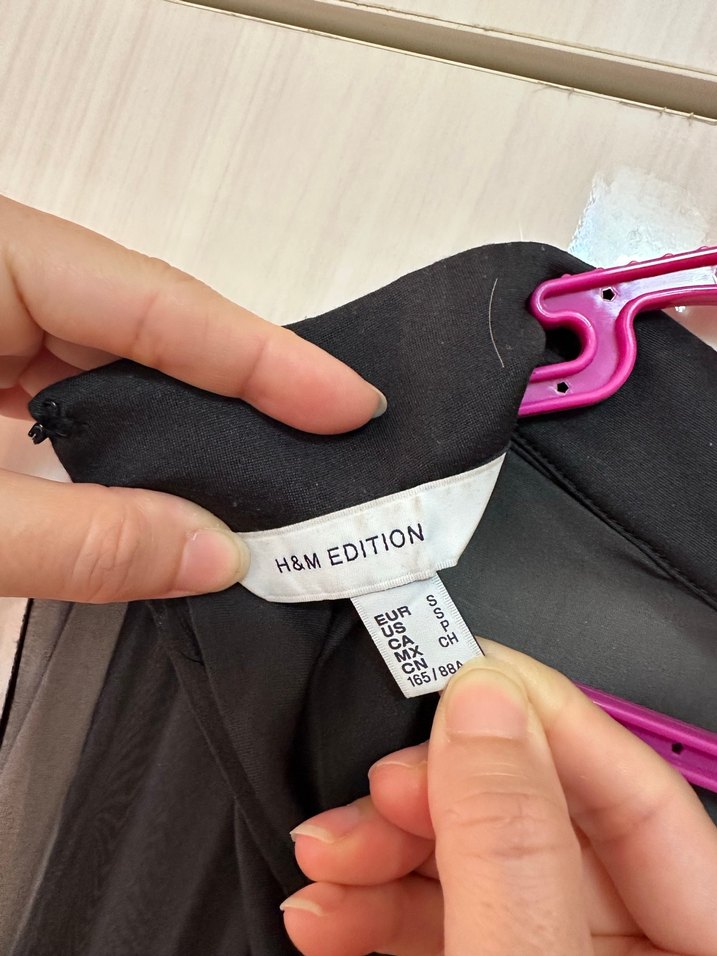 H&M EDITION
EUR S
US S
CA P
MX CH
CN 165/88A